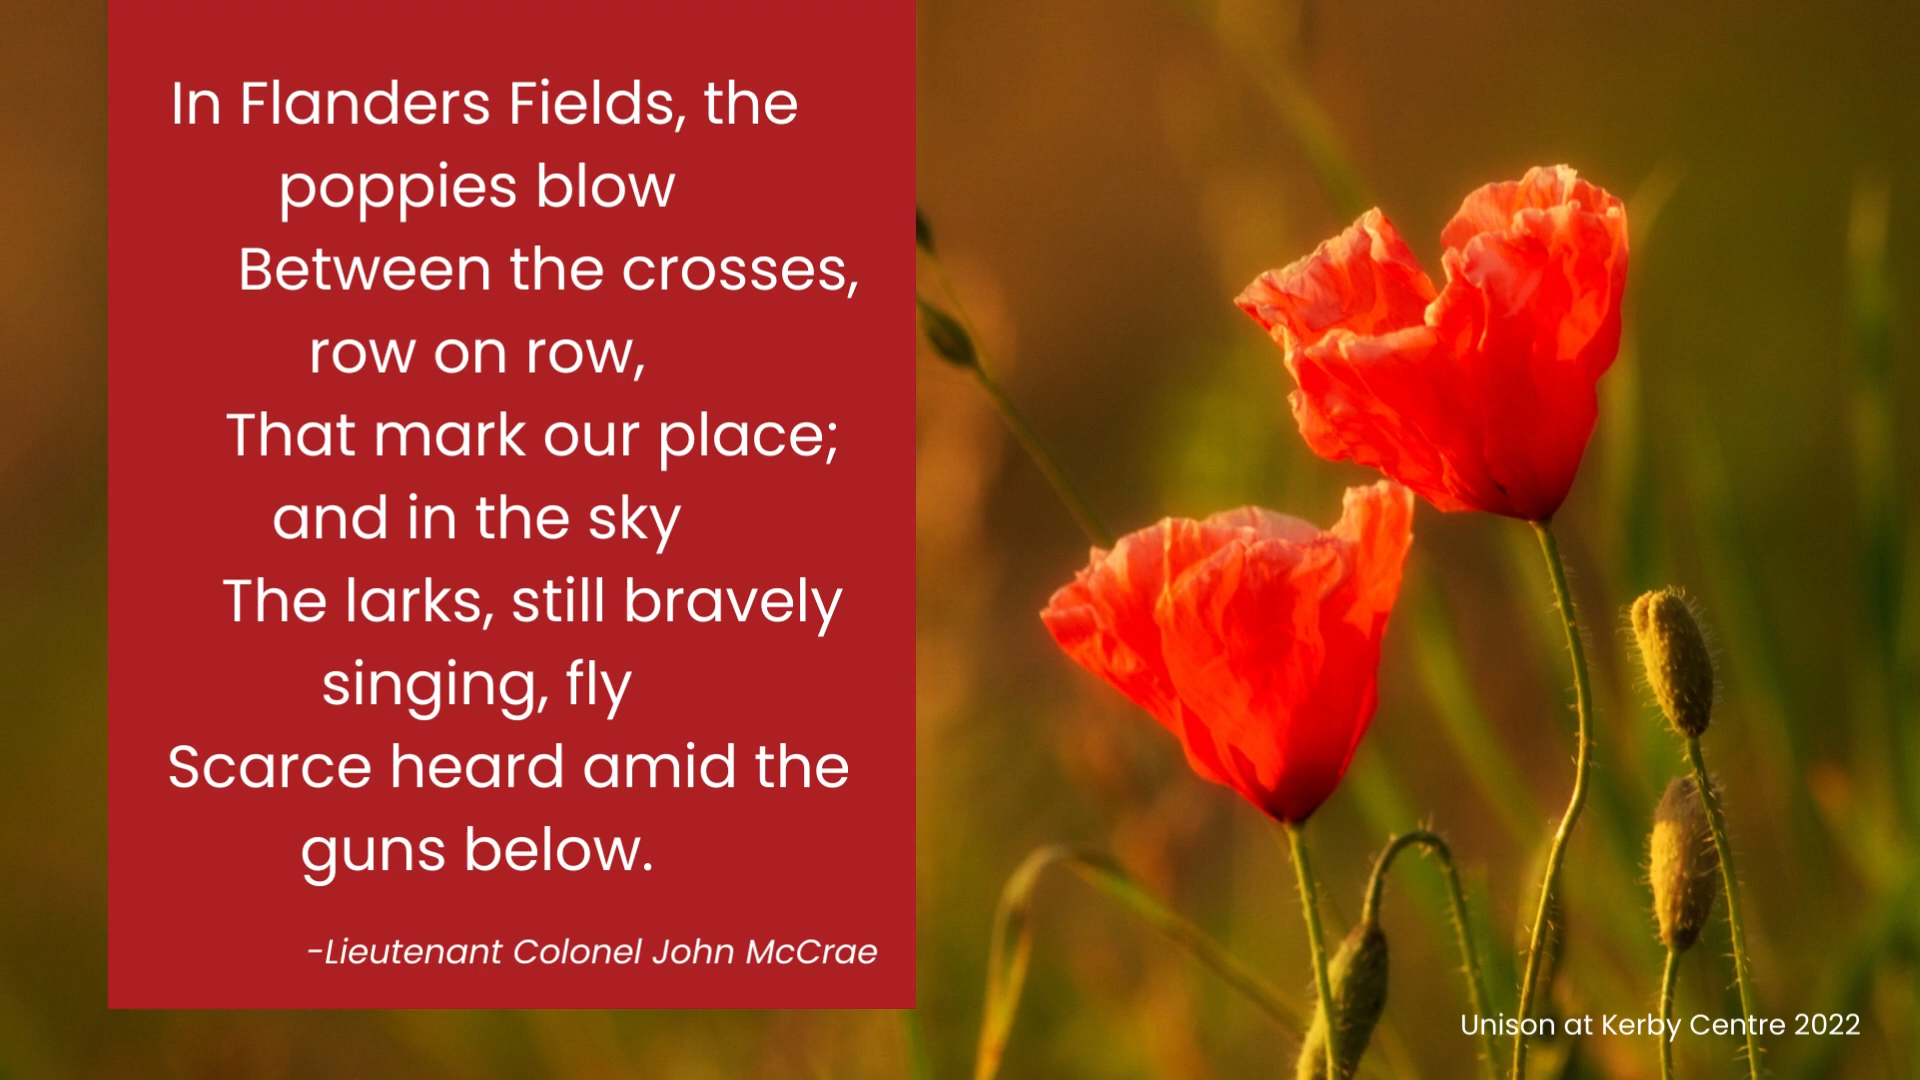 In Flanders Fields, the
poppies blow
Between the crosses,
row on row,
That mark our place;
and in the sky
The larks, still bravely
singing, fly
Scarce heard amid the
guns below.
-Lieutenant Colonel John McCrae
Unison at Kerby Centre 2022